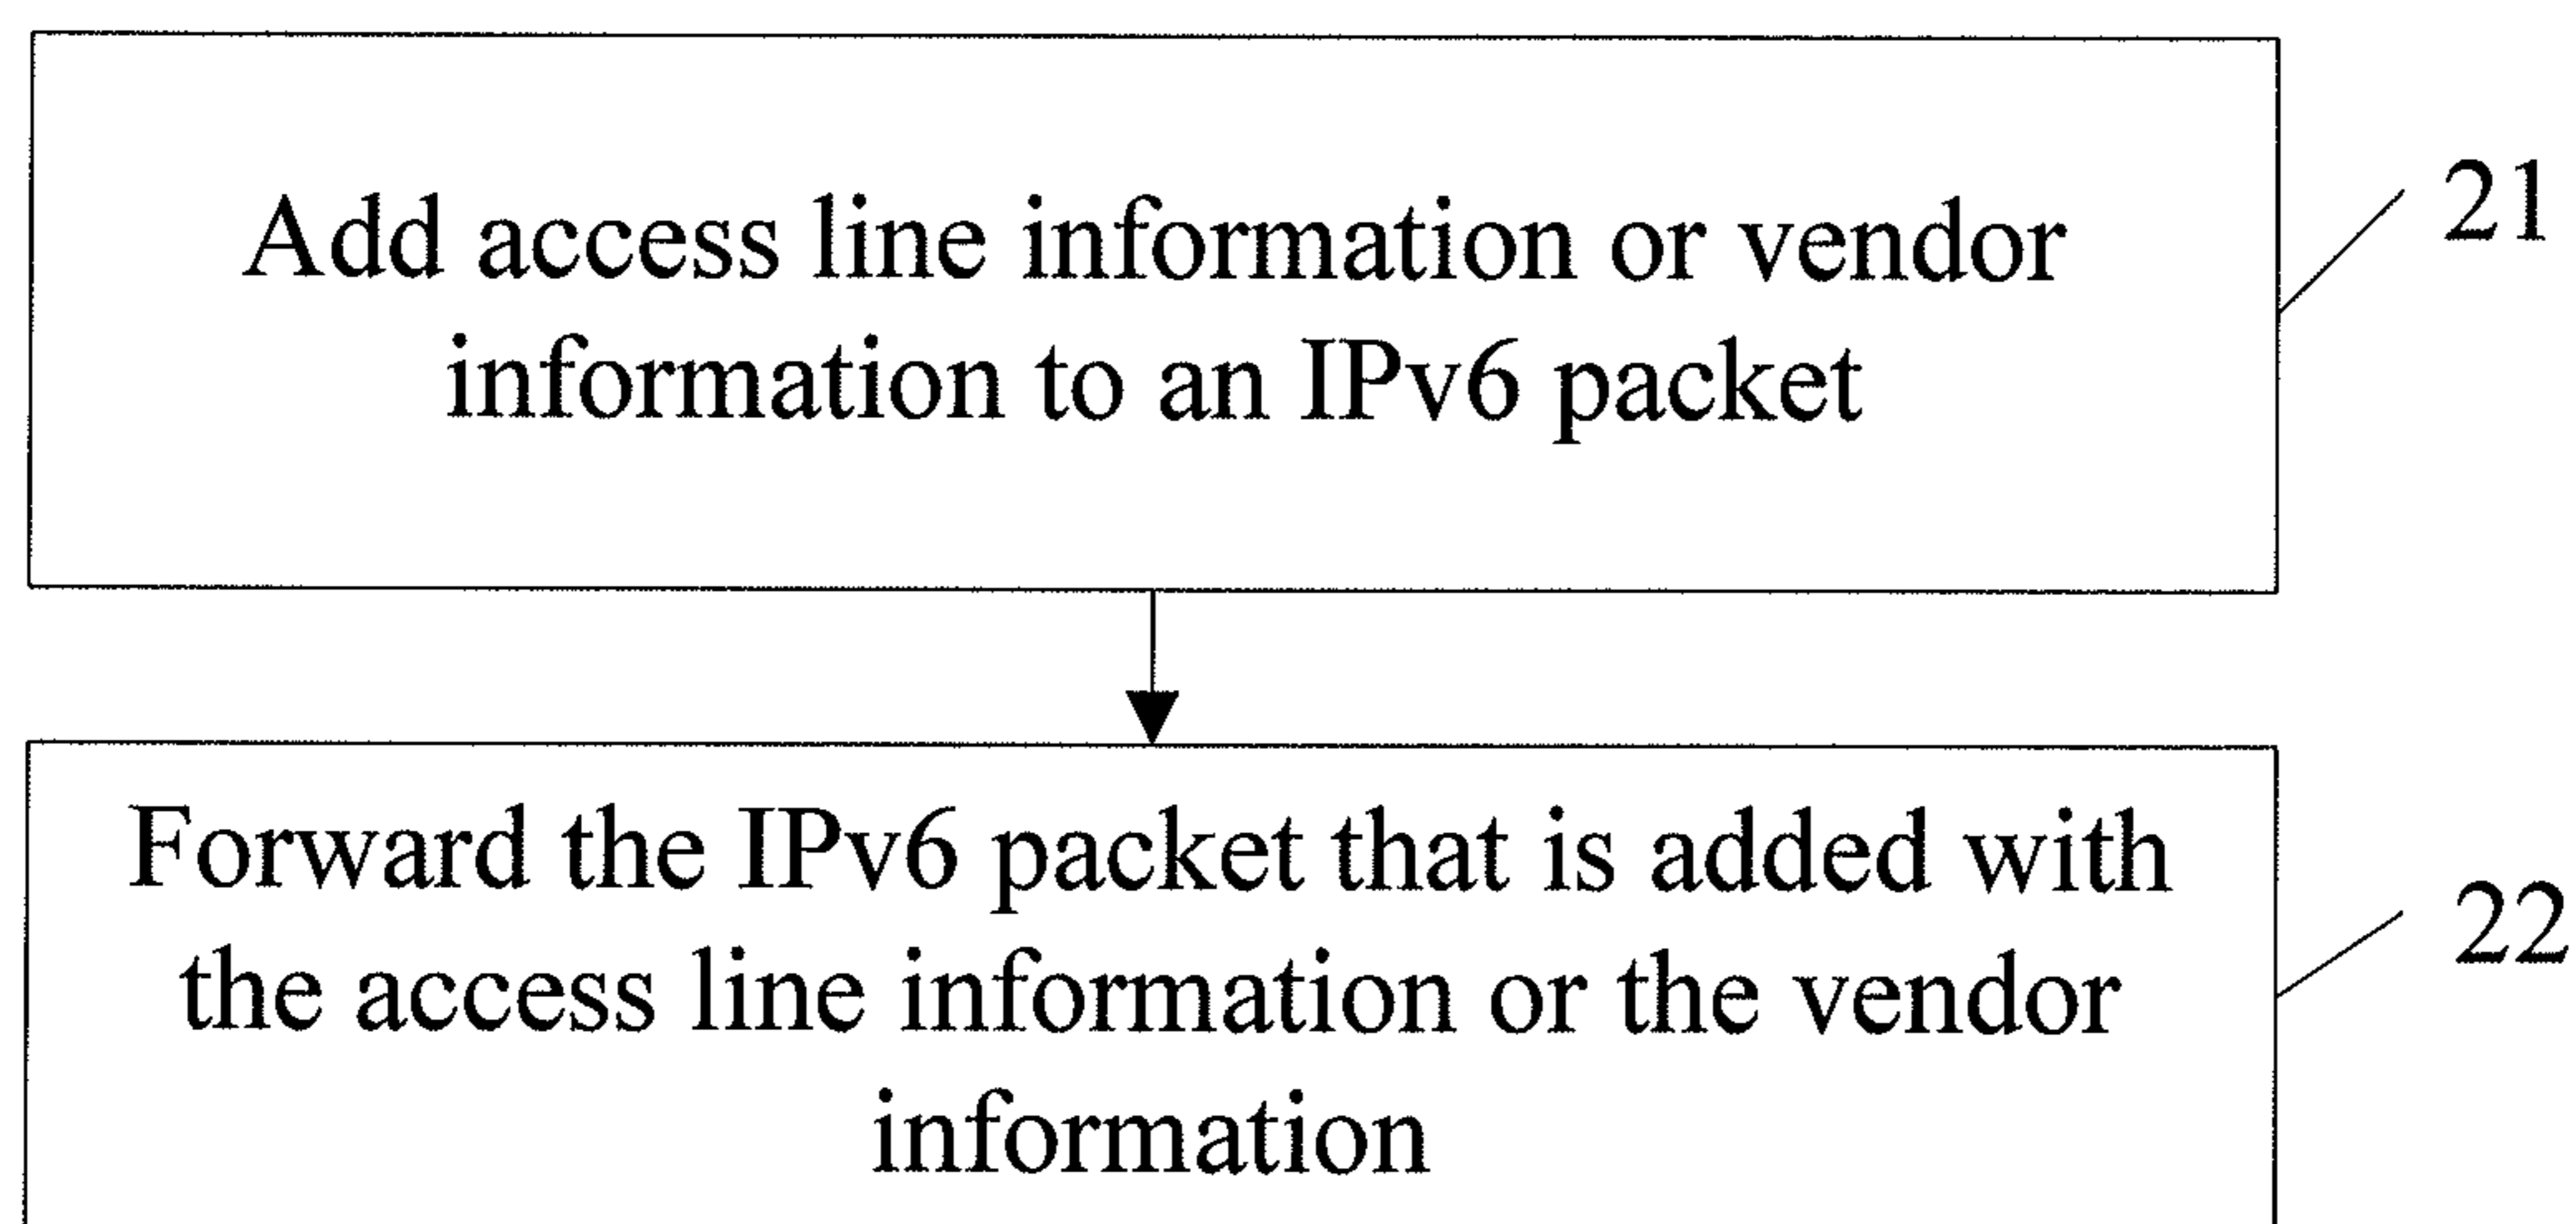 Add access line information or vendor
information to an IPv6 packet
21
Forward the IPv6 packet that is added with
the access line information or the vendor
information
22